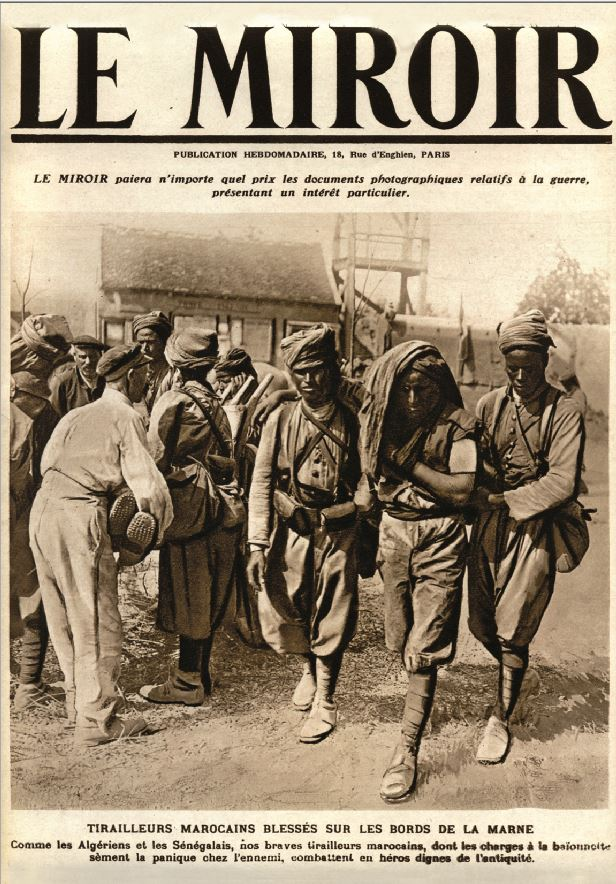 LE MIROIR
PUBLICATION HEBDOMADAIRE, 18, Rue d'Enghien, PARIS
LE MIROIR paiera n'importe quel prix les documents photographiques relatifs à la guerre,
présentant un intérêt particulier.
TIRAILLEURS MAROCAINS BLESSÉS SUR LES BORDS DE LA MARNE
Comme les Algériens et les Sénégalais, nos braves tirailleurs marocains, dont les charges à la baïonnette
sèment la panique chez l'ennemi, combattent en héros dignes de l'antiquité.